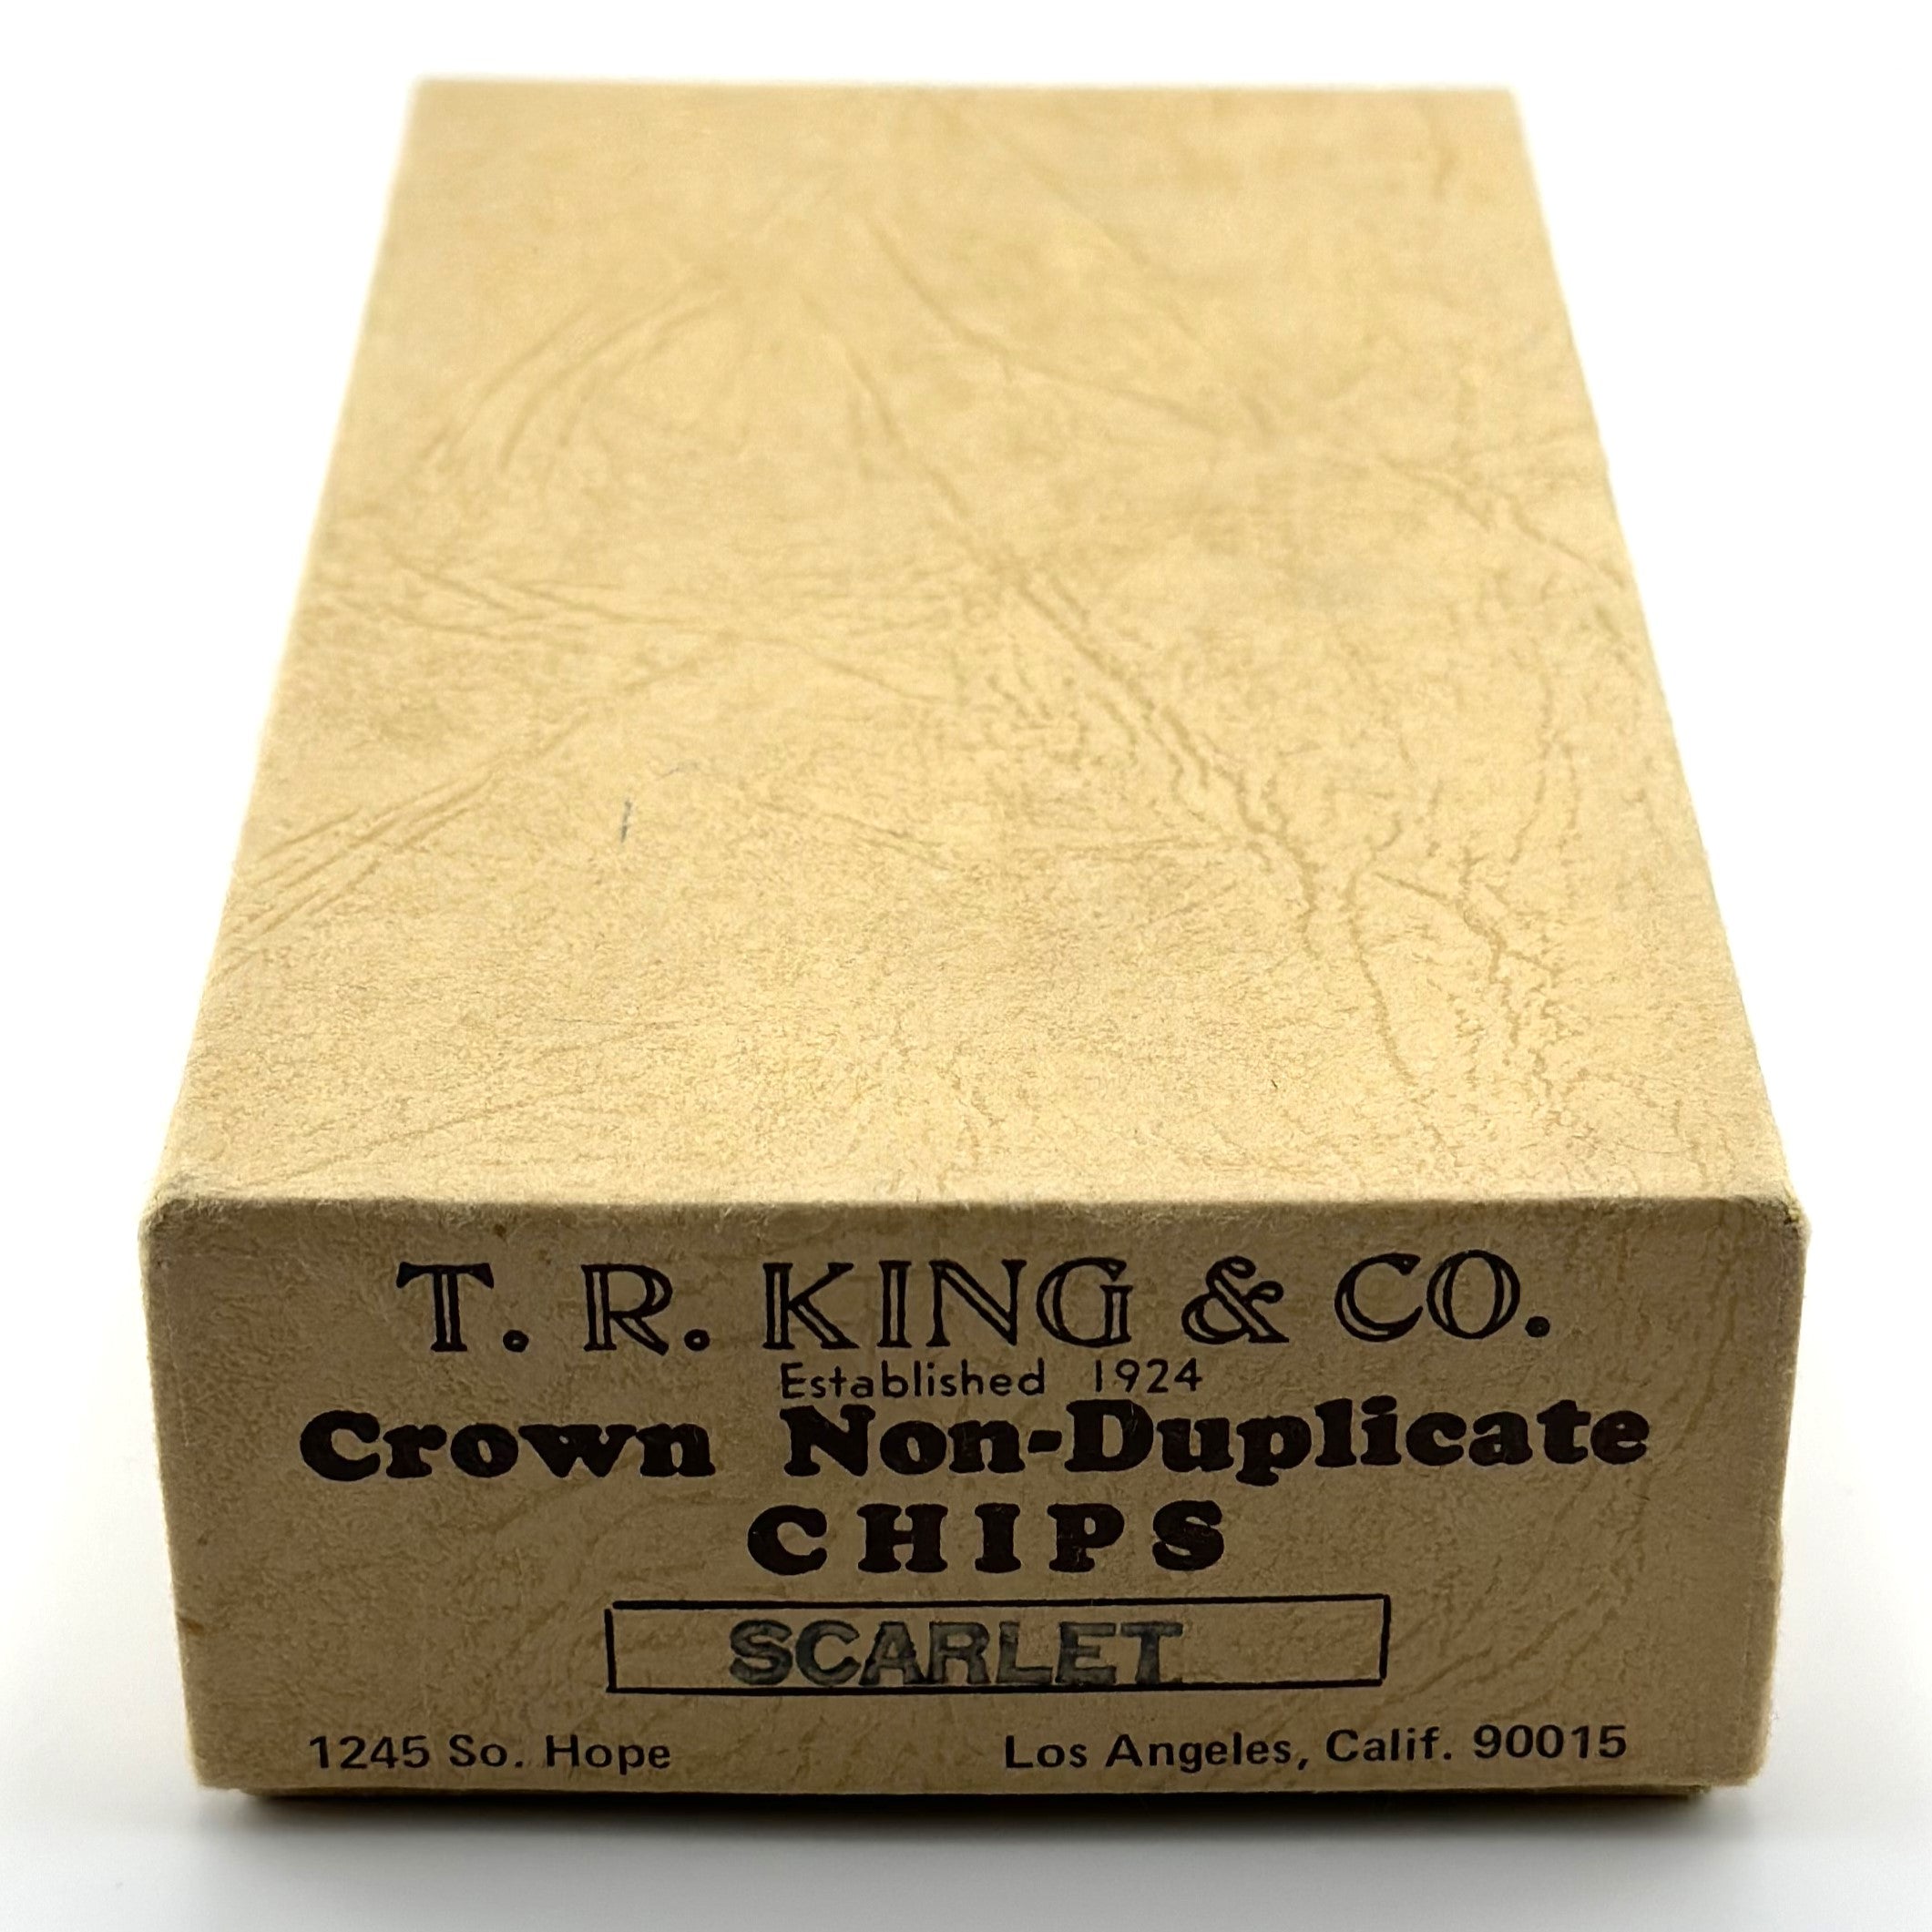 T. R. KING & CO.
Established 1924
Crown Non-Duplicate
CHIPS
SCARLET
1245 So. Hope Los Angeles, Calif. 90015